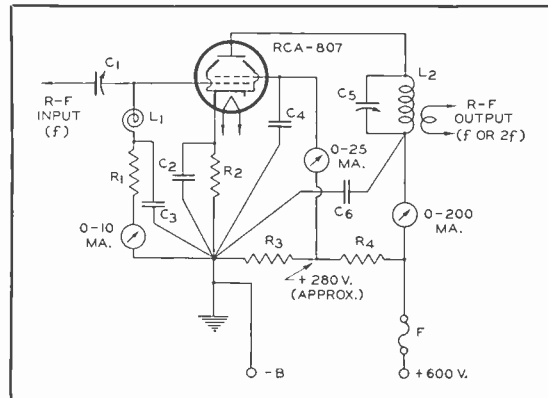 RCA-807
C1
R-F
INPUT
(f)
L1
R1
C3
C2
R2
C4
0-25
MA.
C5
L2
R-F
OUTPUT
(f OR 2f)
0-10
MA.
C6
0-200
MA.
R3
R4
+280 V.
(APPROX.)
F
-B
+600 V.